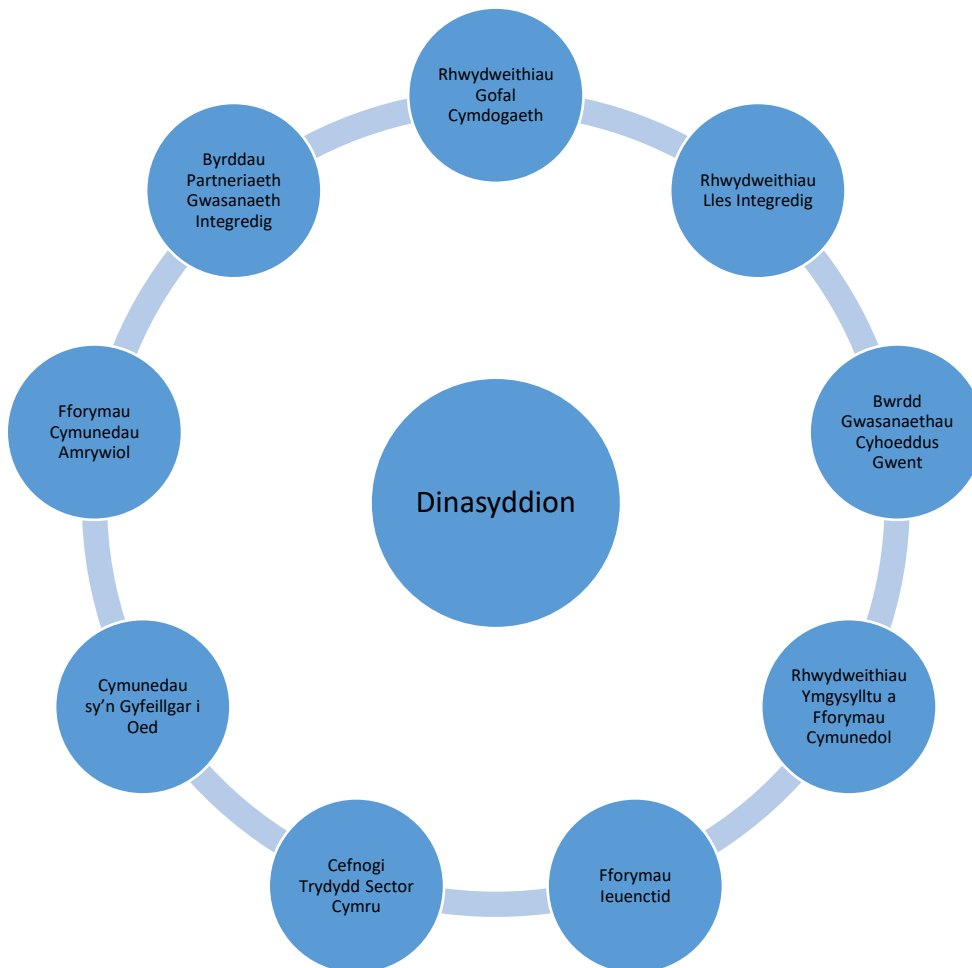 Rhwydweithiau
Gofal
Cymdogaeth
Rhwydweithiau
Lles Integredig
Bwrdd
Gwasanaethau
Cyhoeddus
Gwent
Rhwydweithiau
Ymgysylltu a
Fforymau
Cymunedol
Fforymau
Ieuenctid
Cefnogi
Trydydd Sector
Cymru
Cymunedau
sy'n Gyfeillgar i
Oed
Fforymau
Cymunedau
Amrywiol
Byrddau
Partneriaeth
Gwasanaeth
Integredig
Dinasyddion